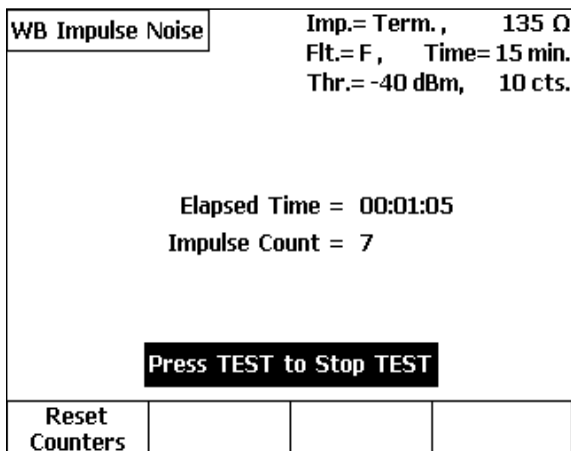 WB Impulse Noise
Imp.= Term. , 135 Ω
Flt.= F , Time= 15 min.
Thr.= -40 dBm, 10 cts.
Elapsed Time = 00:01:05
Impulse Count = 7
Press TEST to Stop TEST
Reset
Counters